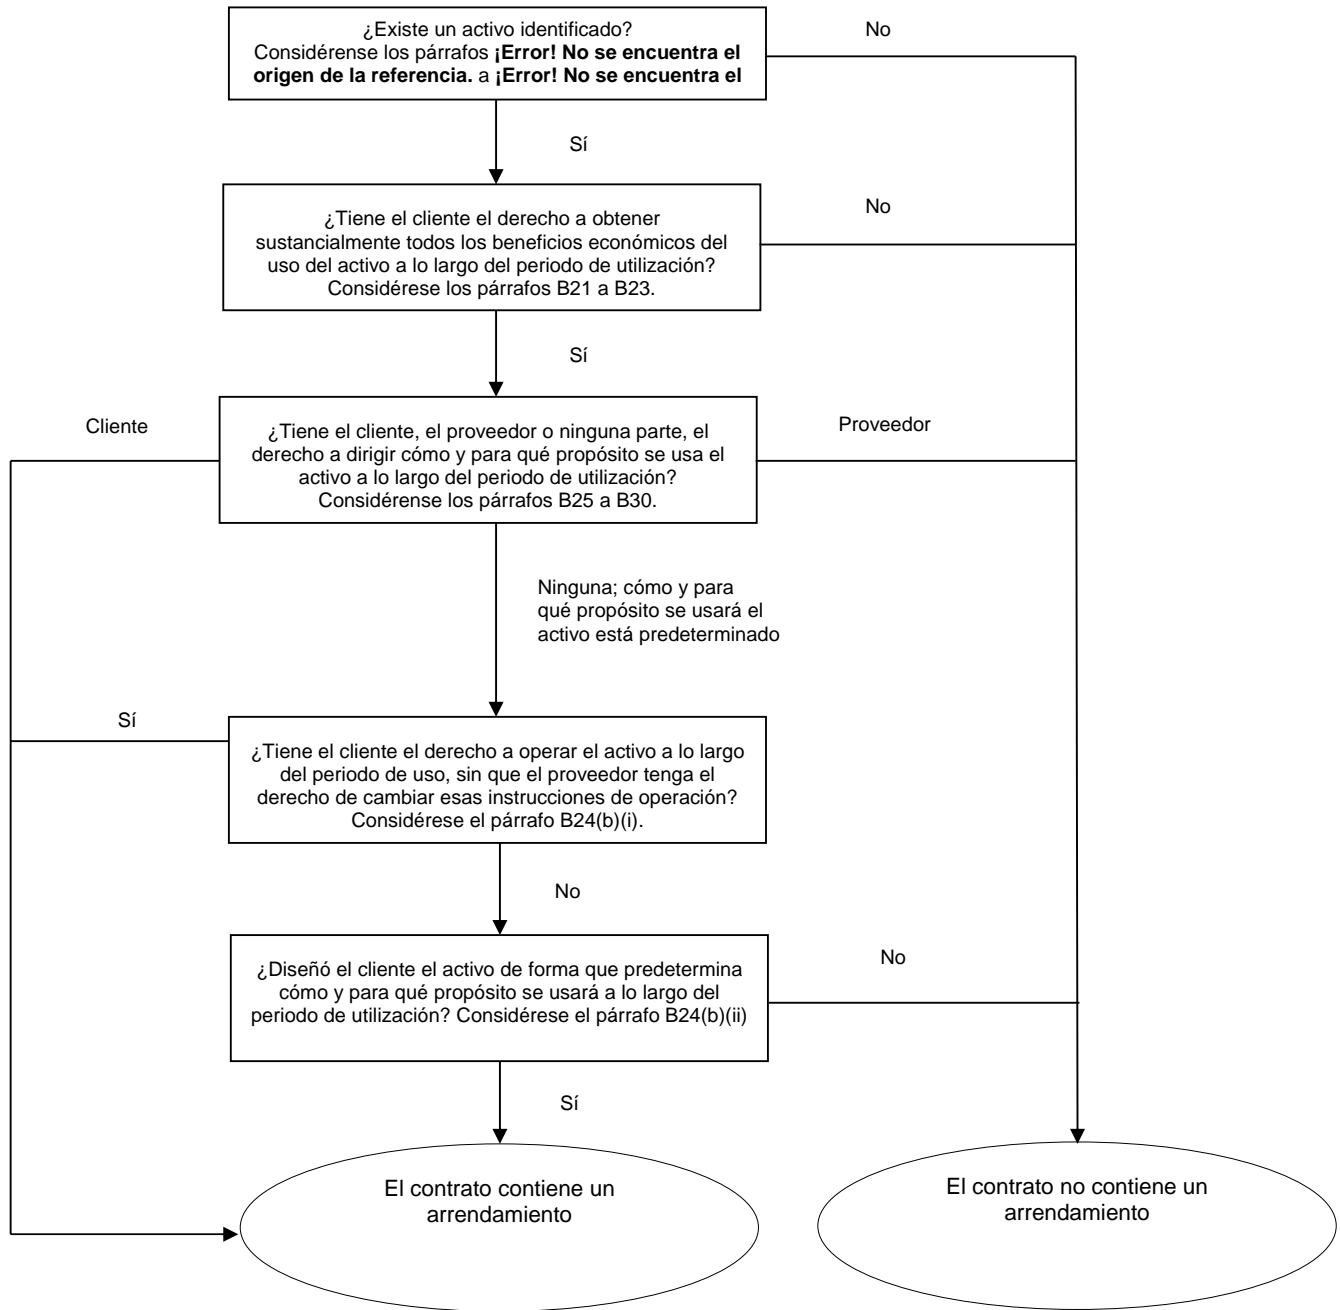 ¿Existe un activo identificado?
Considérense los párrafos ¡Error! No se encuentra el
origen de la referencia. a ¡Error! No se encuentra el
No
Sí
¿Tiene el cliente el derecho a obtener
sustancialmente todos los beneficios económicos del
uso del activo a lo largo del periodo de utilización?
Considérese los párrafos B21 a B23.
No
Sí
Cliente
¿Tiene el cliente, el proveedor o ninguna parte, el
derecho a dirigir cómo y para qué propósito se usa el
activo a lo largo del periodo de utilización?
Considérense los párrafos B25 a B30.
Proveedor
Ninguna; cómo y para
qué propósito se usará el
activo está predeterminado
Sí
¿Tiene el cliente el derecho a operar el activo a lo largo
del periodo de uso, sin que el proveedor tenga el
derecho de cambiar esas instrucciones de operación?
Considérese el párrafo B24(b)(i).
No
¿Diseñó el cliente el activo de forma que predetermina
cómo y para qué propósito se usará a lo largo del
periodo de utilización? Considérese el párrafo B24(b)(ii)
No
Sí
El contrato contiene un
arrendamiento
El contrato no contiene un
arrendamiento